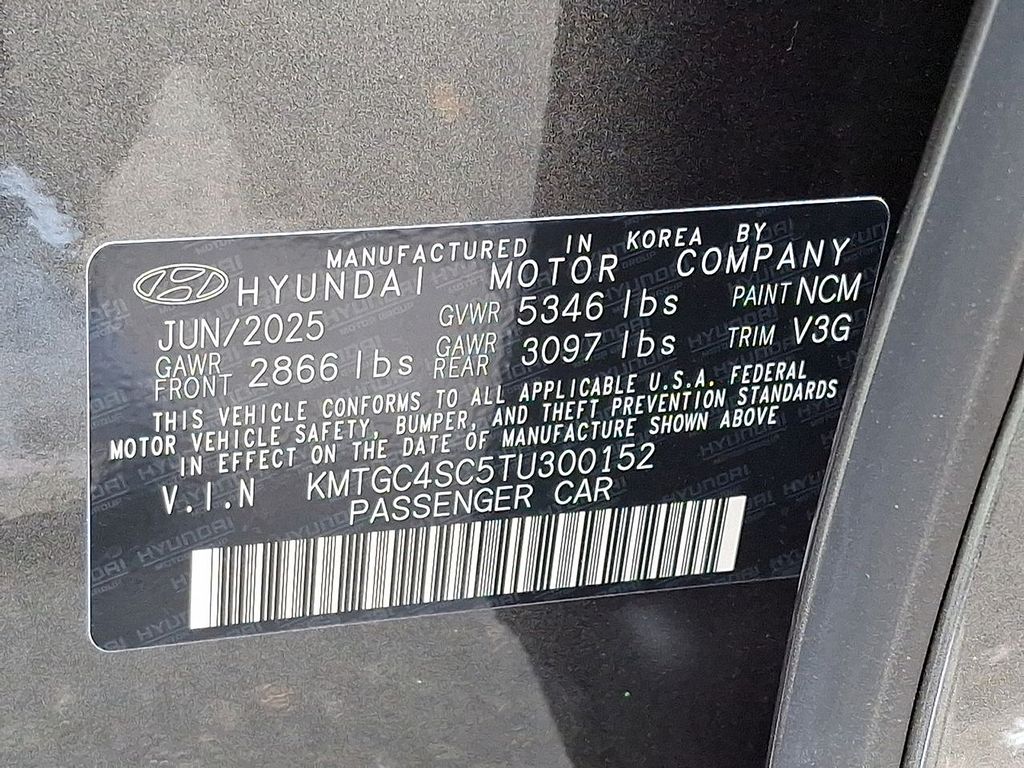 MANUFACTURED IN KOREA BY
HYUNDAI MOTOR COMPANY
JUN/2025 GVWR 5346 lbs PAINT NCM
GAWR FRONT 2866 lbs GAWR REAR 3097 lbs TRIM V3G
THIS VEHICLE CONFORMS TO ALL APPLICABLE U.S.A. FEDERAL
MOTOR VEHICLE SAFETY, BUMPER, AND THEFT PREVENTION STANDARDS
IN EFFECT ON THE DATE OF MANUFACTURE SHOWN ABOVE
V.I.N KMTGC4SC5TU300152
PASSENGER CAR